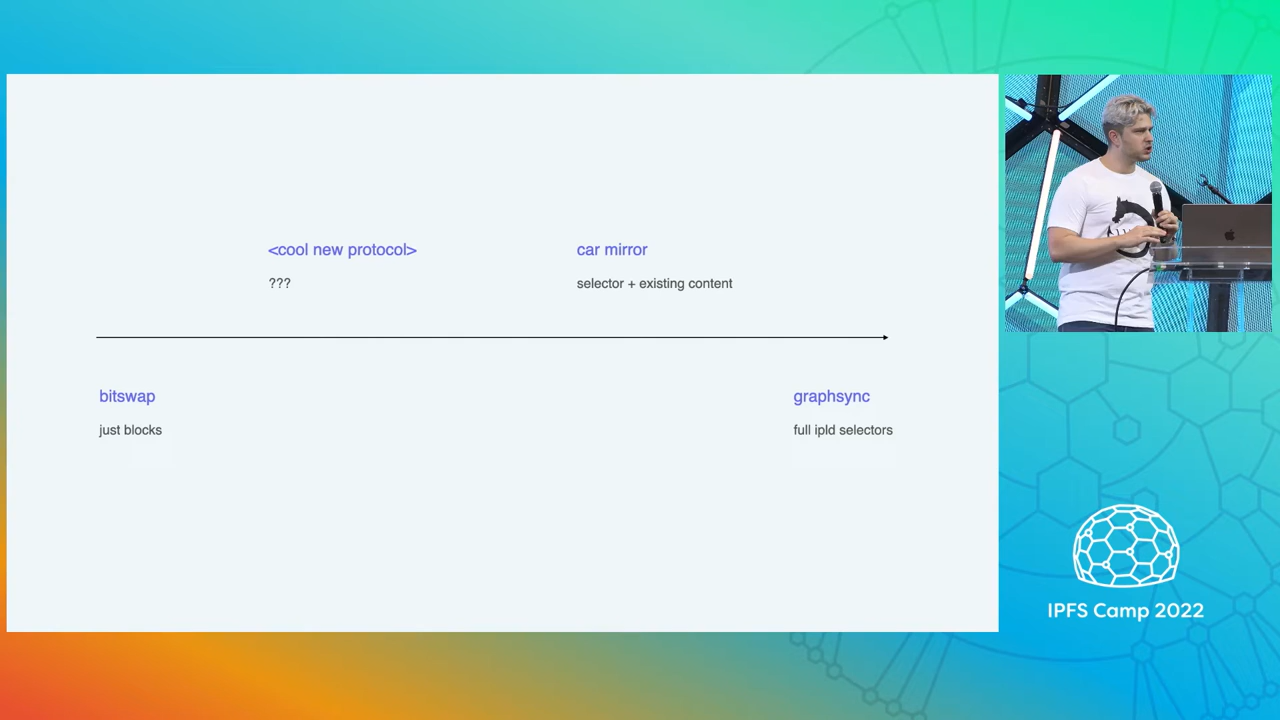 <cool new protocol>
???
car mirror
selector + existing content
bitswap
just blocks
graphsync
full ipld selectors
IPFS Camp 2022